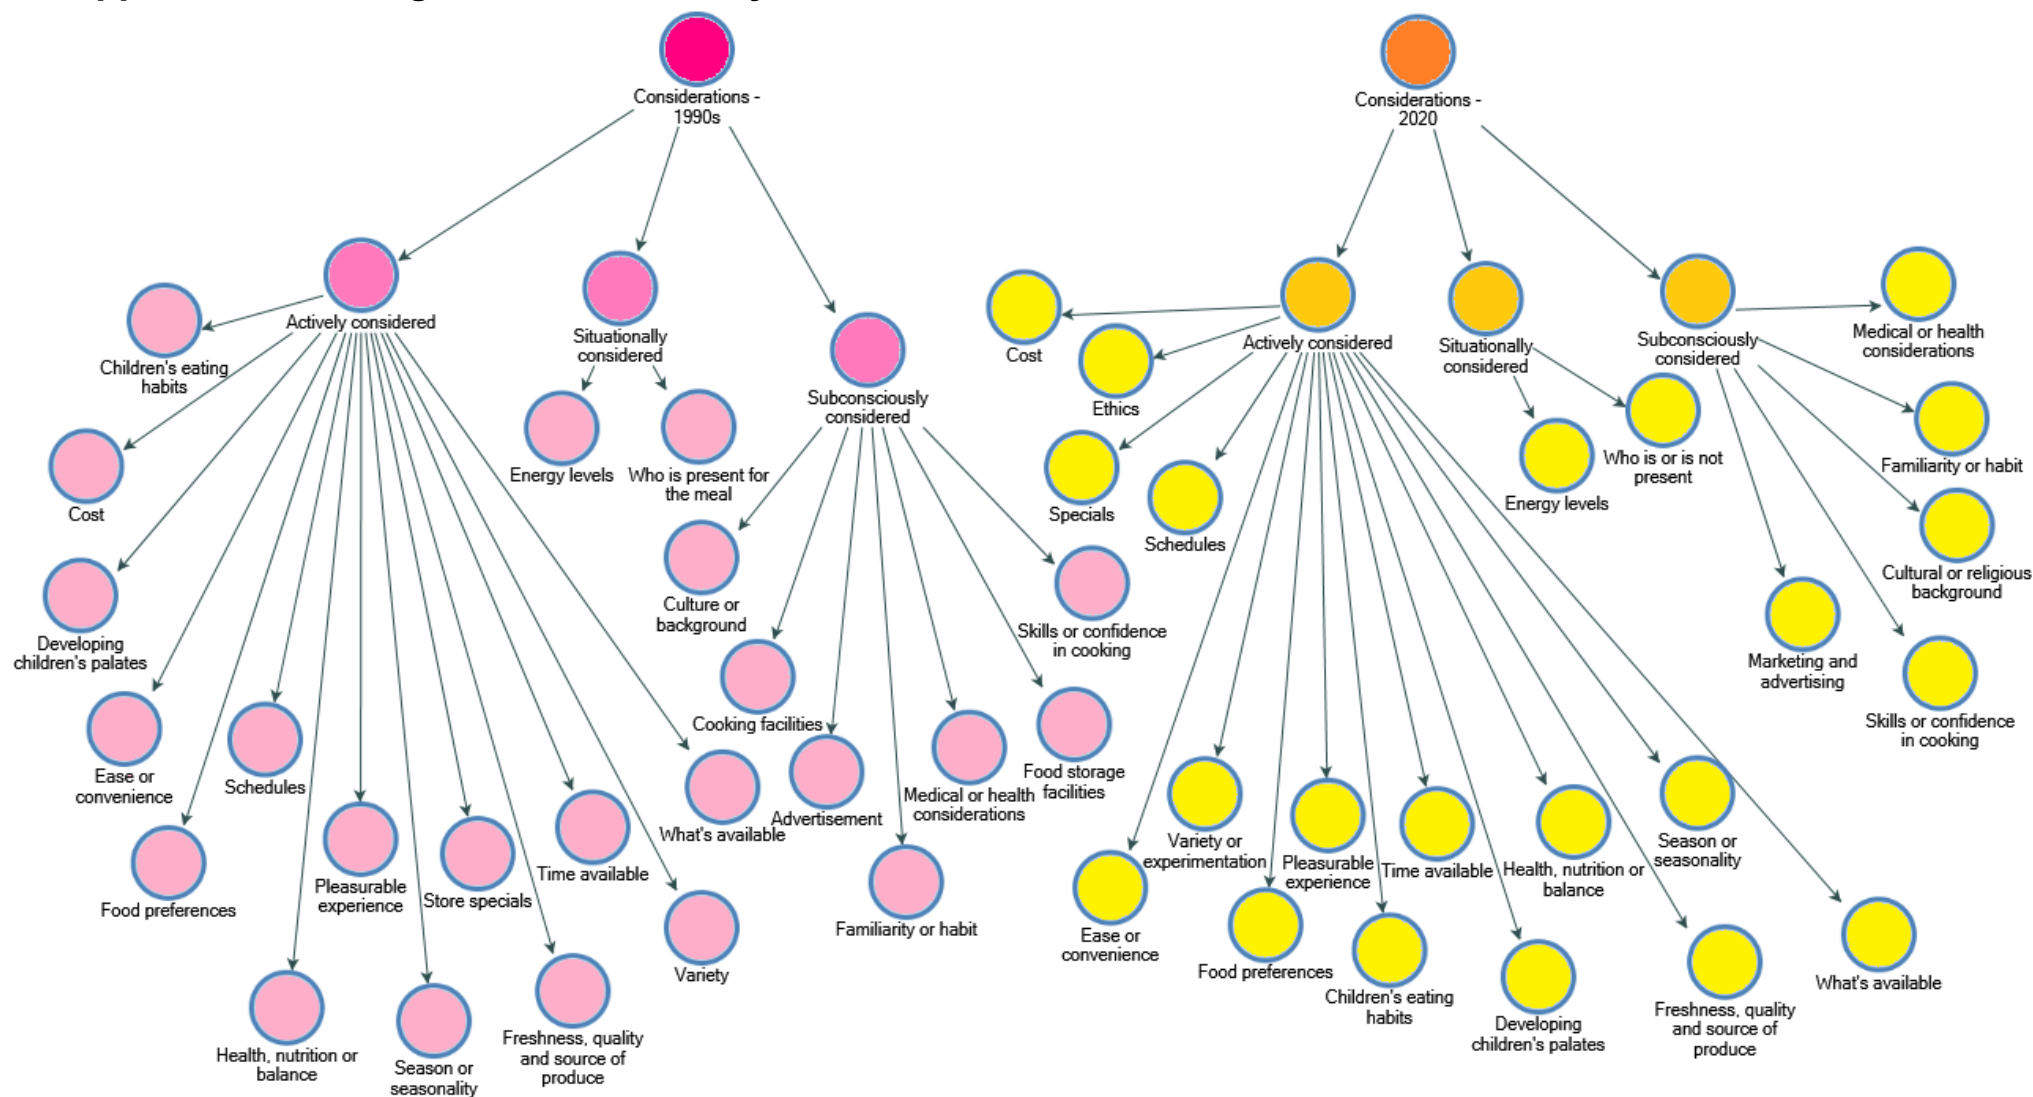 Considerations -
1990s
Actively considered
Children's eating
habits
Cost
Developing
children's palates
Ease or
convenience
Food preferences
Schedules
Health, nutrition or
balance
Pleasurable
experience
Season or
seasonality
Store specials
Freshness, quality
and source of
produce
Time available
Variety
What's available
Situationally
considered
Energy levels
Who is present for
the meal
Subconsciously
considered
Culture or
background
Cooking facilities
Advertisement
Familiarity or habit
Medical or health
considerations
Food storage
facilities
Skills or confidence
in cooking
Considerations -
2020
Actively considered
Cost
Ethics
Specials
Schedules
Ease or
convenience
Variety or
experimentation
Food preferences
Pleasurable
experience
Children's eating
habits
Time available
Developing
children's palates
Health, nutrition or
balance
Freshness, quality
and source of
produce
Season or
seasonality
What's available
Situationally
considered
Energy levels
Who is or is not
present
Subconsciously
considered
Medical or health
considerations
Familiarity or habit
Cultural or religious
background
Skills or confidence
in cooking
Marketing and
advertising